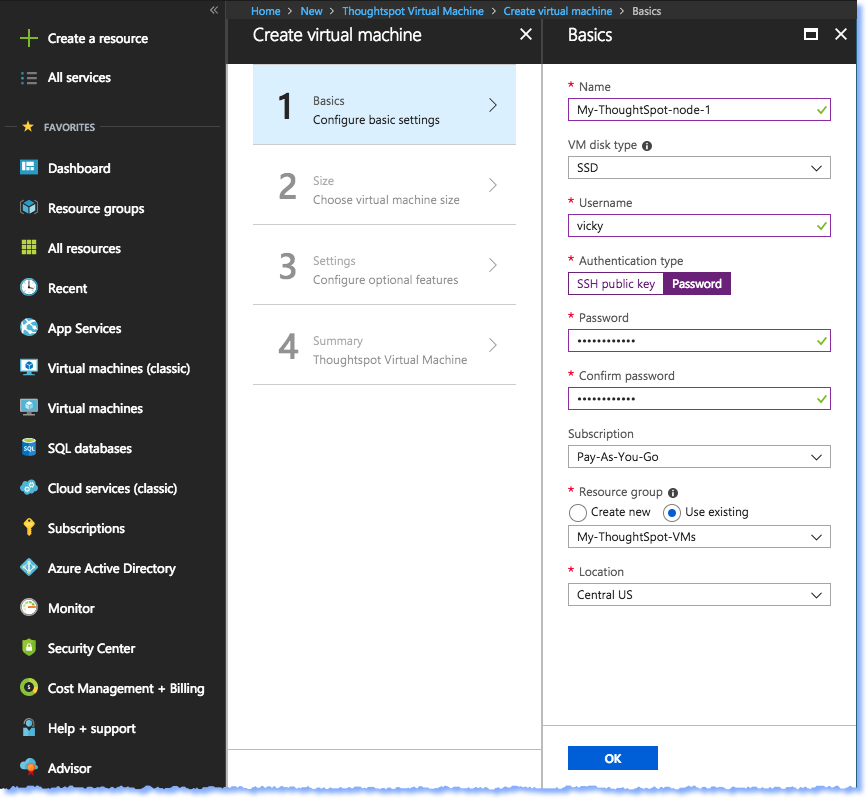 «
Home > New > Thoughtspot Virtual Machine > Create virtual machine > Basics
Create a resource
All services
FAVORITES
Dashboard
Resource groups
All resources
Recent
App Services
Virtual machines (classic)
Virtual machines
SQL databases
Cloud services (classic)
Subscriptions
Azure Active Directory
Monitor
Security Center
Cost Management + Billing
Help + support
Advisor
Create virtual machine
1
Basics
Configure basic settings
2
Size
Choose virtual machine size
3
Settings
Configure optional features
4
Summary
Thoughtspot Virtual Machine
Basics
* Name
My-ThoughtSpot-node-1
VM disk type
SSD
* Username
vicky
* Authentication type
SSH public key Password
* Password
••••••••••••
* Confirm password
••••••••••••
Subscription
Pay-As-You-Go
* Resource group
Create new Use existing
My-ThoughtSpot-VMs
* Location
Central US
OK